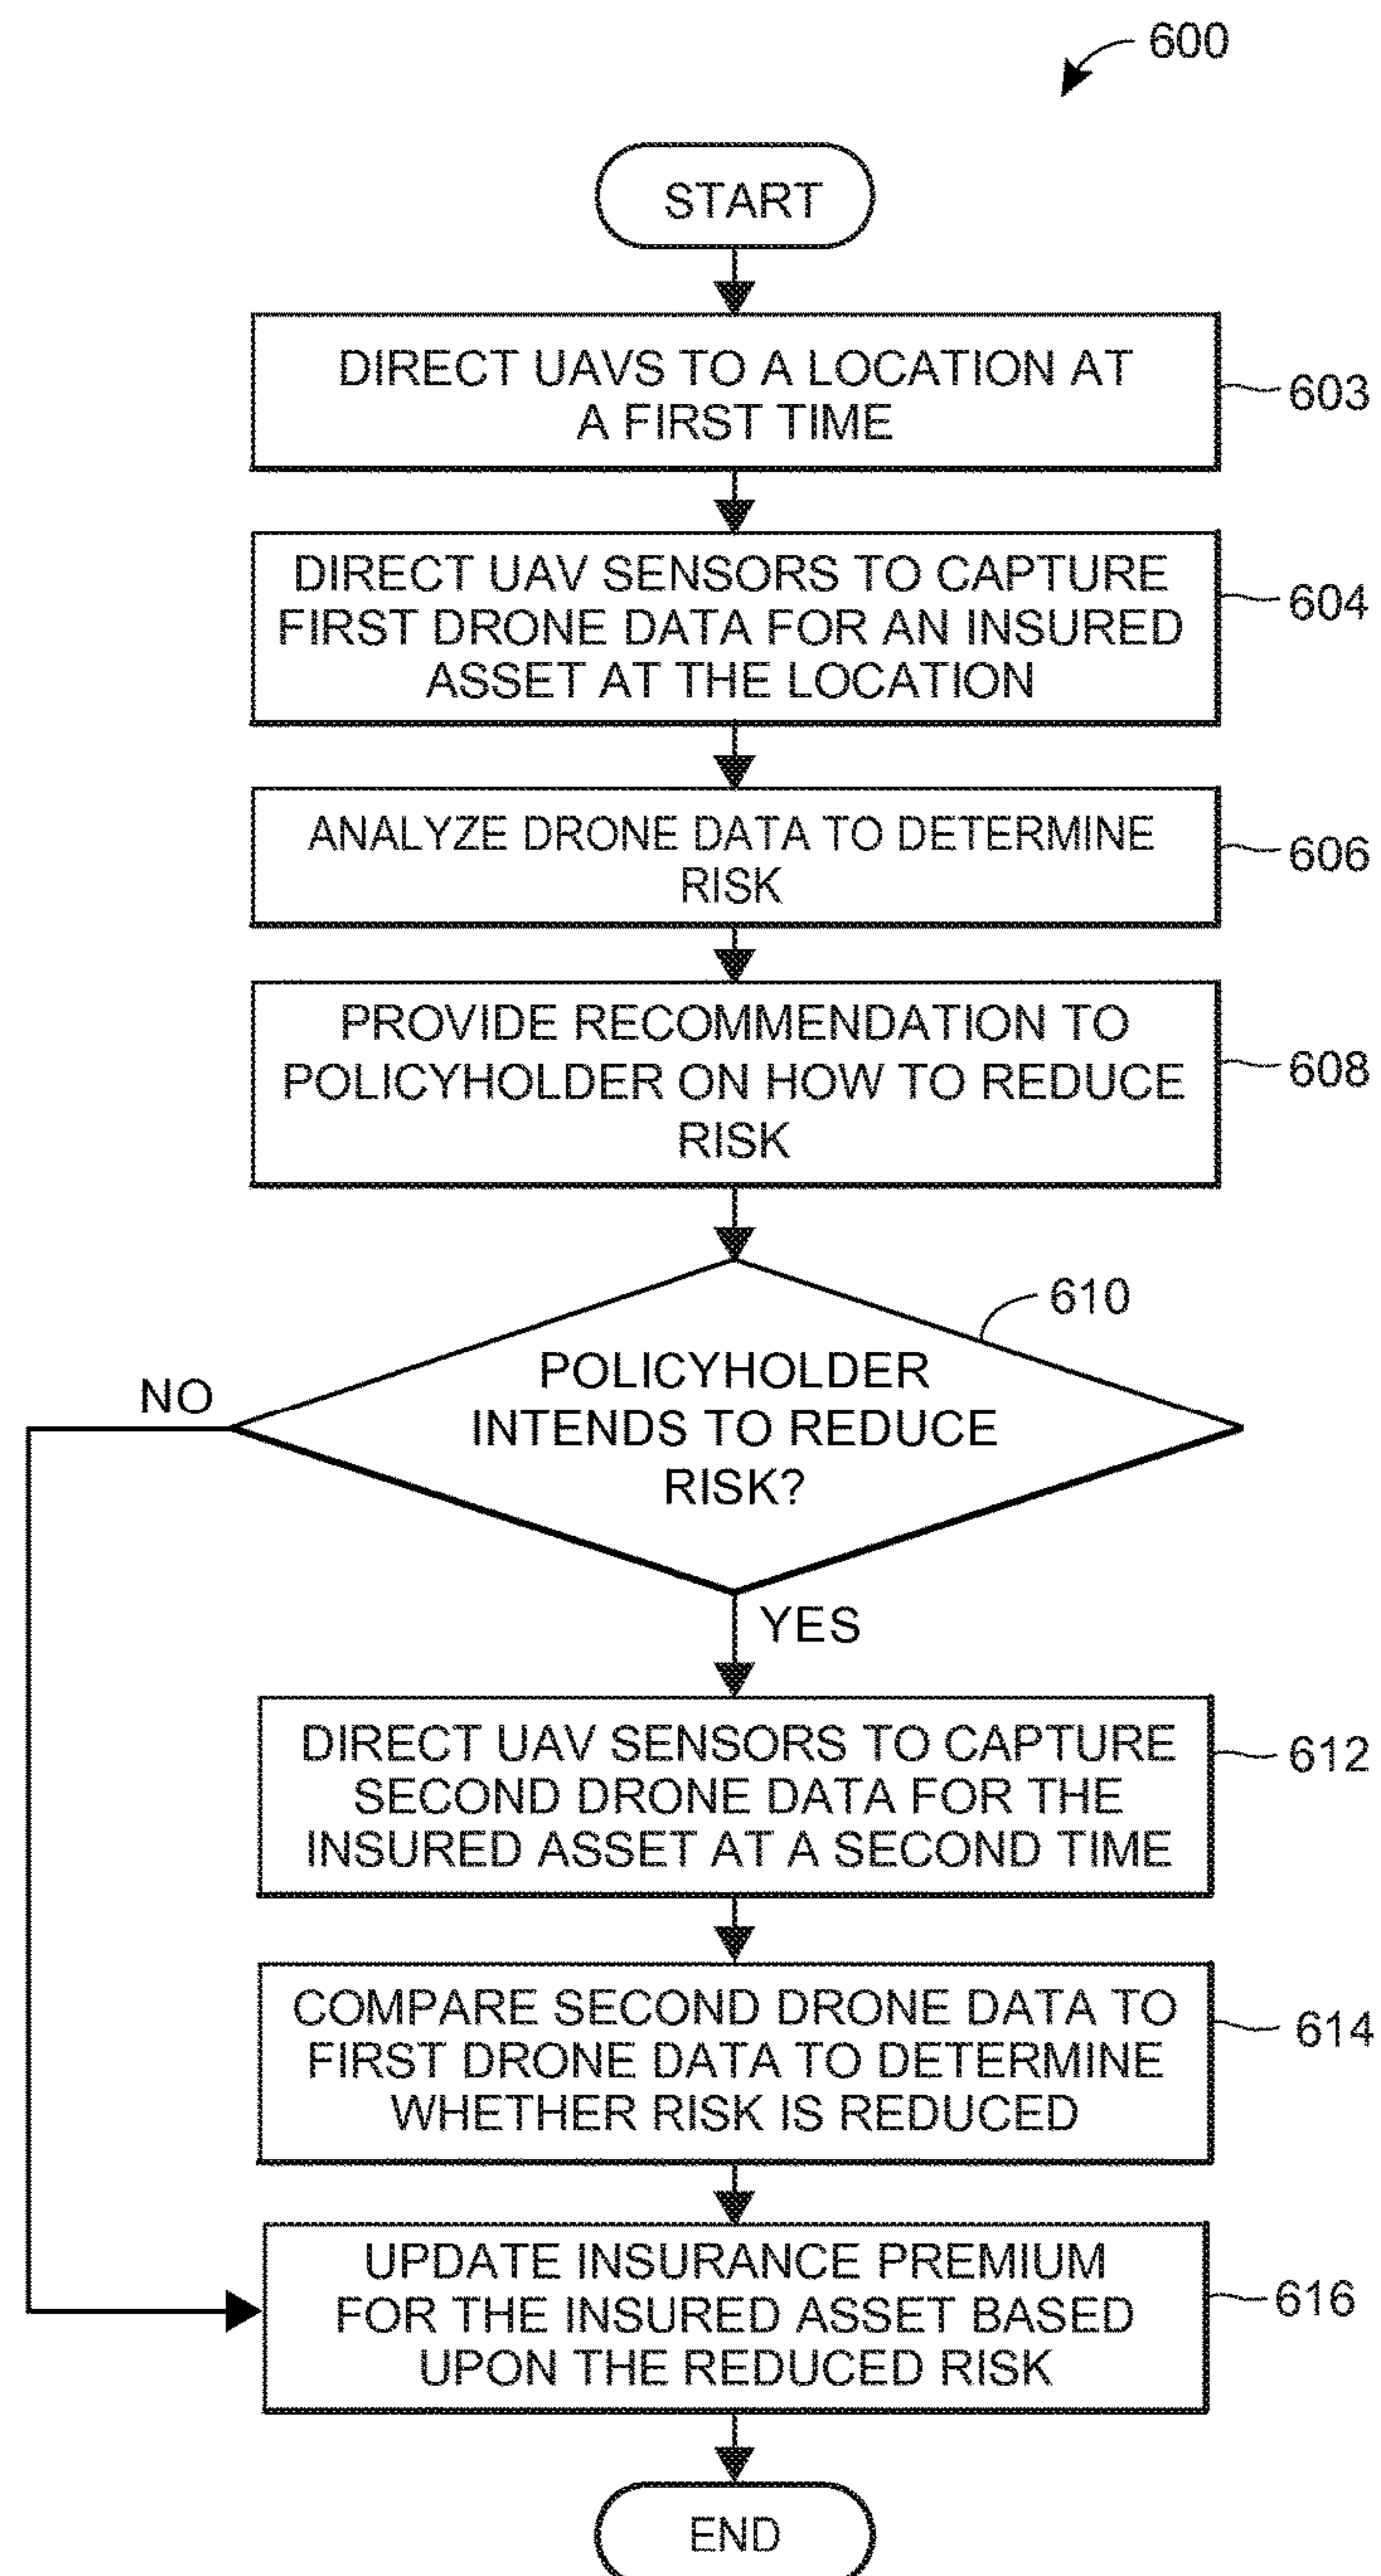 600
START
DIRECT UAVS TO A LOCATION AT
A FIRST TIME
603
DIRECT UAV SENSORS TO CAPTURE
FIRST DRONE DATA FOR AN INSURED
ASSET AT THE LOCATION
604
ANALYZE DRONE DATA TO DETERMINE
RISK
606
PROVIDE RECOMMENDATION TO
POLICYHOLDER ON HOW TO REDUCE
RISK
608
610
POLICYHOLDER
INTENDS TO REDUCE
RISK?
NO
YES
DIRECT UAV SENSORS TO CAPTURE
SECOND DRONE DATA FOR THE
INSURED ASSET AT A SECOND TIME
612
COMPARE SECOND DRONE DATA TO
FIRST DRONE DATA TO DETERMINE
WHETHER RISK IS REDUCED
614
UPDATE INSURANCE PREMIUM
FOR THE INSURED ASSET BASED
UPON THE REDUCED RISK
616
END